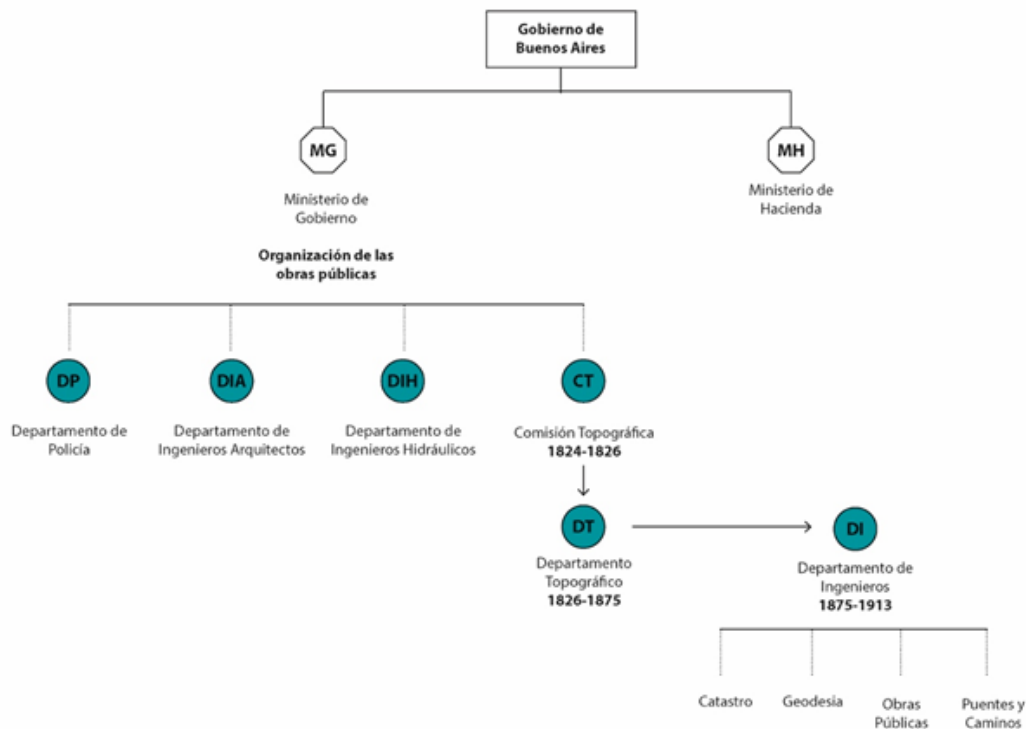 Gobierno de
Buenos Aires
MG
MH
Ministerio de
Gobierno
Ministerio de
Hacienda
Organización de las
obras públicas
DP
DIA
DIH
CT
Departamento de
Policía
Departamento de
Ingenieros Arquitectos
Departamento de
Ingenieros Hidráulicos
Comisión Topográfica
1824-1826
DT
DI
Departamento
Topográfico
1826-1875
Departamento de
Ingenieros
1875-1913
Catastro
Geodesia
Obras
Públicas
Puentes y
Caminos